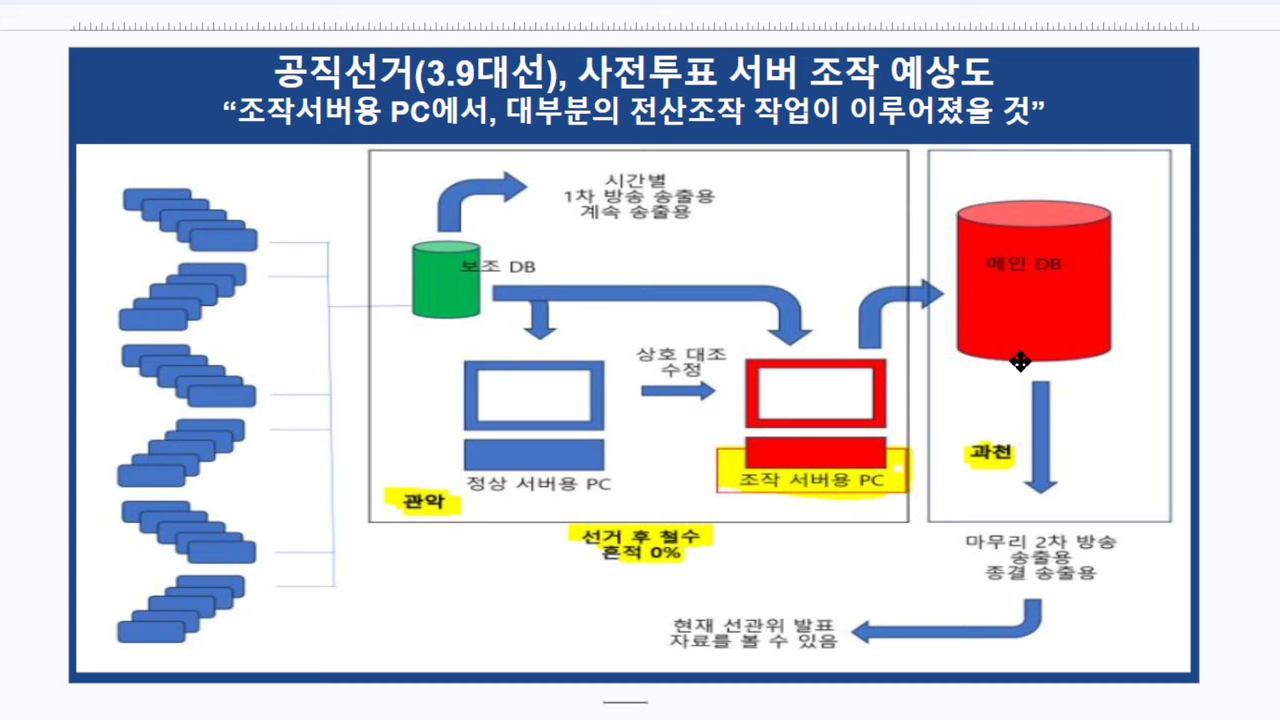 공직선거(3.9대선), 사전투표 서버 조작 예상도
“조작서버용 PC에서, 대부분의 전산조작 작업이 이루어졌을 것”
시간별
1차 방송 송출용
계속 송출용
보조 DB
메인 DB
상호 대조
수정
정상 서버용 PC
조작 서버용 PC
관악
과천
선거 후 철수
흔적 0%
마무리 2차 방송
송출용
종결 송출용
현재 선관위 발표
자료를 볼 수 있음